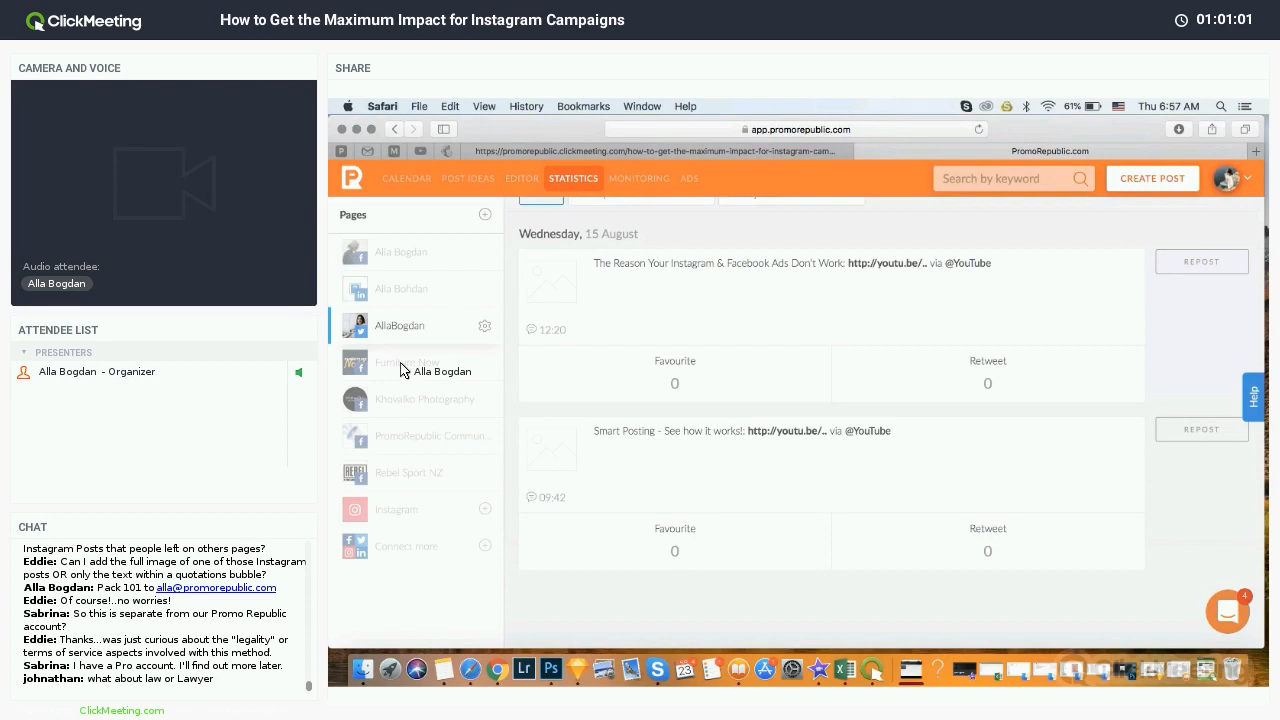 ClickMeeting
How to Get the Maximum Impact for Instagram Campaigns
01:01:01
CAMERA AND VOICE
Audio attendee:
Alla Bogdan
ATTENDEE LIST
PRESENTERS
Alla Bogdan - Organizer
CHAT
Instagram Posts that people left on others pages?
Eddie: Can I add the full image of one of those Instagram
posts OR only the text within a quotations bubble?
Alla Bogdan: Pack 101 to alla@promorepublic.com
Eddie: Of course!..no worries!
Sabrina: So this is separate from our Promo Republic
account?
Eddie: Thanks...was just curious about the "legality" or
terms of service aspects involved with this method.
Sabrina: I have a Pro account. I'll find out more later.
johnathan: what about law or Lawyer
ClickMeeting.com
SHARE
Safari File Edit View History Bookmarks Window Help
61% Thu 6:57 AM
app.promorepublic.com
https://promorepublic.clickmeeting.com/how-to-get-the-maximum-impact-for-instagram-cam...
PromoRepublic.com
CALENDAR POST IDEAS EDITOR STATISTICS MONITORING ADS
Search by keyword
CREATE POST
Pages
Alla Bogdan
Alla Bohdan
AllaBogdan
Furniture Now
Alla Bogdan
Khovalko Photography
PromoRepublic Commun...
Rebel Sport NZ
Instagram
Connect more
Wednesday, 15 August
The Reason Your Instagram & Facebook Ads Don't Work: http://youtu.be/.. via @YouTube
REPOST
12:20
Favourite
0
Retweet
0
Smart Posting - See how it works!: http://youtu.be/.. via @YouTube
REPOST
09:42
Favourite
0
Retweet
0
Help
4
Lr
Ps